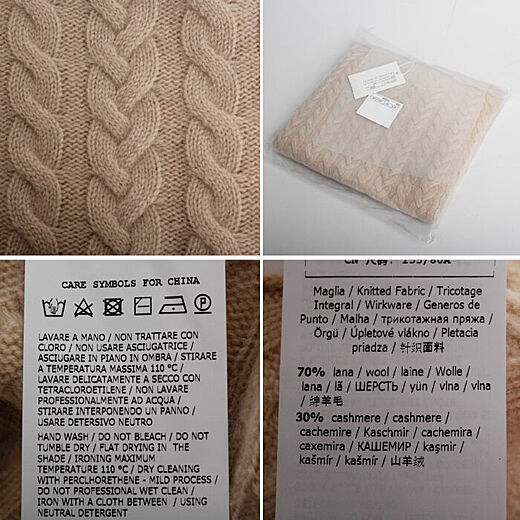 CARE SYMBOLS FOR CHINA
LAVARE A MANO / NON TRATTARE CON
CLORO / NON USARE ASCIUGATRICE /
ASCIUGARE IN PIANO IN OMBRA / STIRARE
A TEMPERATURA MASSIMA 110 °C /
LAVARE DELICATAMENTE A SECCO CON
TETRACLOROETILENE / NON LAVARE
PROFESSIONALMENTE AD ACQUA /
STIRARE INTERPONENDO UN PANNO /
USARE DETERSIVO NEUTRO
HAND WASH / DO NOT BLEACH / DO NOT
TUMBLE DRY / FLAT DRYING IN THE
SHADE / IRONING MAXIMUM
TEMPERATURE 110 °C / DRY CLEANING
WITH PERCLHORETHENE - MILD PROCESS /
DO NOT PROFESSIONAL WET CLEAN /
IRON WITH A CLOTH BETWEEN / USING
NEUTRAL DETERGENT
CN 尺码: 155/80A
Maglia / Knitted Fabric / Tricotage
Integral / Wirkware / Generos de
Punto / Malha / трикотажная пряжа /
Örgü / Úpletové vlákno / Pletacia
priadza / 针织面料
70% lana / wool / laine / Wolle /
lana / lã / ШЕРСТЬ / yün / vlna / vlna
/ 绵羊毛
30% cashmere / cashmere /
cachemire / Kaschmir / cachemira /
caxemira / КАШЕМИР / kaşmir /
kašmír / kašmír / 山羊绒